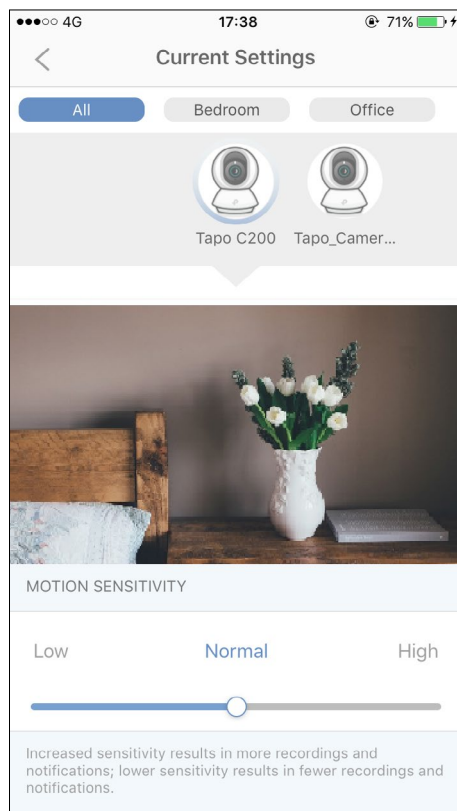 4G 17:38 71%
Current Settings
All Bedroom Office
Tapo C200 Tapo_Camer...
MOTION SENSITIVITY
Low Normal High
Increased sensitivity results in more recordings and
notifications; lower sensitivity results in fewer recordings and
notifications.